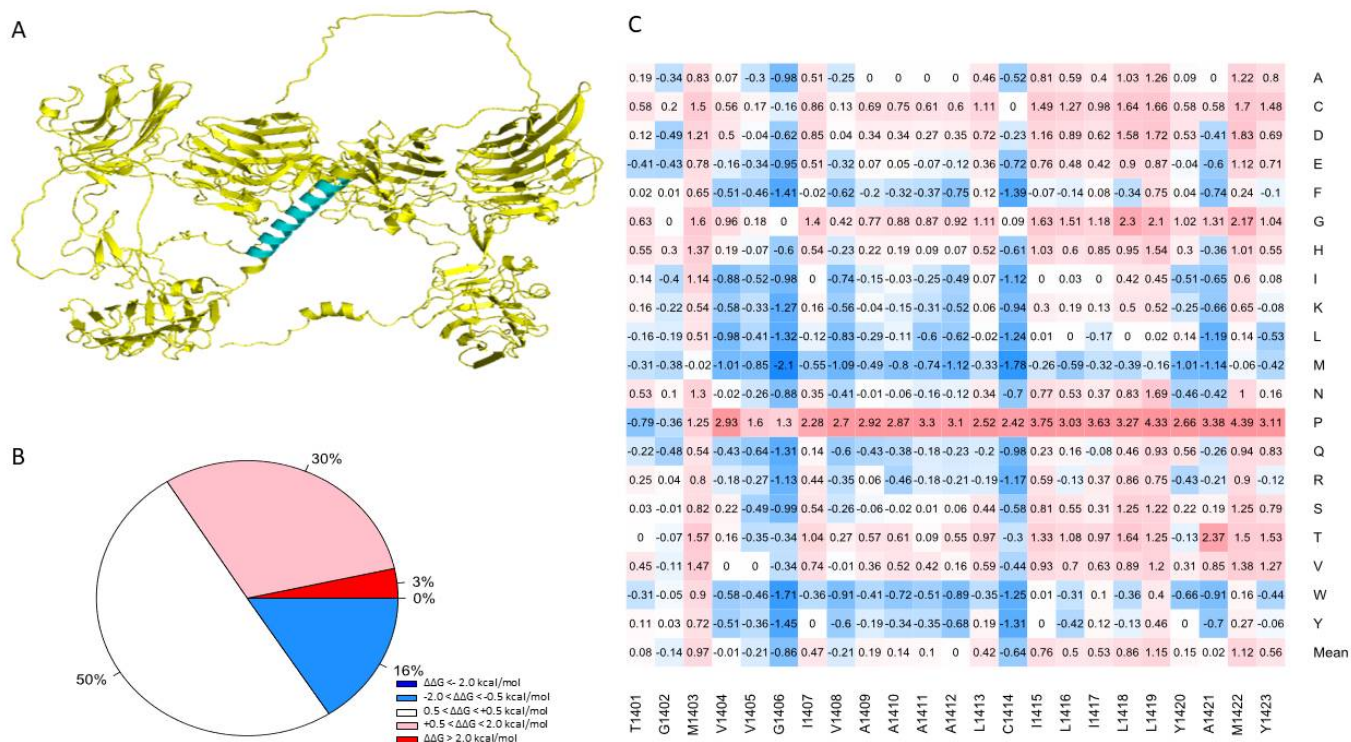 A
B
30%
3%
0%
16%
50%
ΔΔG <- 2.0 kcal/mol
-2.0 < ΔΔG <-0.5 kcal/mol
0.5 < ΔΔG <+0.5 kcal/mol
+0.5 < ΔΔG < 2.0 kcal/mol
ΔΔG > 2.0 kcal/mol
C
0.19 -0.34 0.83 0.07 -0.3 -0.98 0.51 -0.25 0 0 0 0 0.46 -0.52 0.81 0.59 0.4 1.03 1.26 0.09 0 1.22 0.8 A
0.58 0.2 1.5 0.56 0.17 -0.16 0.86 0.13 0.69 0.75 0.61 0.6 1.11 0 1.49 1.27 0.98 1.64 1.66 0.58 0.58 1.7 1.48 C
0.12 -0.49 1.21 0.5 -0.04 -0.62 0.85 0.04 0.34 0.34 0.27 0.35 0.72 -0.23 1.16 0.89 0.62 1.58 1.72 0.53 -0.41 1.83 0.69 D
-0.41 -0.43 0.78 -0.16 -0.34 -0.95 0.51 -0.32 0.07 0.05 -0.07 -0.12 0.36 -0.72 0.76 0.48 0.42 0.9 0.87 -0.04 -0.6 1.12 0.71 E
0.02 0.01 0.65 -0.51 -0.46 -1.41 -0.02 -0.62 -0.2 -0.32 -0.37 -0.75 0.12 -1.39 -0.07 -0.14 0.08 -0.34 0.75 0.04 -0.74 0.24 -0.1 F
0.63 0 1.6 0.96 0.18 0 1.4 0.42 0.77 0.88 0.87 0.92 1.11 0.09 1.63 1.51 1.18 2.3 2.1 1.02 1.31 2.17 1.04 G
0.55 0.3 1.37 0.19 -0.07 -0.6 0.54 -0.23 0.22 0.19 0.09 0.07 0.52 -0.61 1.03 0.6 0.85 0.95 1.54 0.3 -0.36 1.01 0.55 H
0.14 -0.4 1.14 -0.88 -0.52 -0.98 0 -0.74 -0.15 -0.03 -0.25 -0.49 0.07 -1.12 0 0.03 0 0.42 0.45 -0.51 -0.65 0.6 0.08 I
0.16 -0.22 0.54 -0.58 -0.33 -1.27 0.16 -0.56 -0.04 -0.15 -0.31 -0.52 0.06 -0.94 0.3 0.19 0.13 0.5 0.52 -0.25 -0.66 0.65 -0.08 K
-0.16 -0.19 0.51 -0.98 -0.41 -1.32 -0.12 -0.83 -0.29 -0.11 -0.6 -0.62 -0.02 -1.24 0.01 0 -0.17 0 0.02 0.14 -1.19 0.14 -0.53 L
-0.31 -0.38 -0.02 -1.01 -0.85 -2.1 -0.55 -1.09 -0.49 -0.8 -0.74 -1.12 -0.33 -1.78 -0.26 -0.59 -0.32 -0.39 -0.16 -1.01 -1.14 -0.06 -0.42 M
0.53 0.1 1.3 -0.02 -0.26 -0.88 0.35 -0.41 -0.01 -0.06 -0.16 -0.12 0.34 -0.7 0.77 0.53 0.37 0.83 1.69 -0.46 -0.42 1 0.16 N
-0.79 -0.36 1.25 2.93 1.6 1.3 2.28 2.7 2.92 2.87 3.3 3.1 2.52 2.42 3.75 3.03 3.63 3.27 4.33 2.66 3.38 4.39 3.11 P
-0.22 -0.48 0.54 -0.43 -0.64 -1.31 0.14 -0.6 -0.43 -0.38 -0.18 -0.23 -0.2 -0.98 0.23 0.16 -0.08 0.46 0.93 0.56 -0.26 0.94 0.83 Q
0.25 0.04 0.8 -0.18 -0.27 -1.13 0.44 -0.35 0.06 -0.46 -0.18 -0.21 -0.19 -1.17 0.59 -0.13 0.37 0.86 0.75 -0.43 -0.21 0.9 -0.12 R
0.03 -0.01 0.82 0.22 -0.49 -0.99 0.54 -0.26 -0.06 -0.02 0.01 0.06 0.44 -0.58 0.81 0.55 0.31 1.25 1.22 0.22 0.19 1.25 0.79 S
0 -0.07 1.57 0.16 -0.35 -0.34 1.04 0.27 0.57 0.61 0.09 0.55 0.97 -0.3 1.33 1.08 0.97 1.64 1.25 -0.13 2.37 1.5 1.53 T
0.45 -0.11 1.47 0 0 -0.34 0.74 -0.01 0.36 0.52 0.42 0.16 0.59 -0.44 0.93 0.7 0.63 0.89 1.2 0.31 0.85 1.38 1.27 V
-0.31 -0.05 0.9 -0.58 -0.46 -1.71 -0.36 -0.91 -0.41 -0.72 -0.51 -0.89 -0.35 -1.25 0.01 -0.31 0.1 -0.36 0.4 -0.66 -0.91 0.16 -0.44 W
0.11 0.03 0.72 -0.51 -0.36 -1.45 0 -0.6 -0.19 -0.34 -0.35 -0.68 0.19 -1.31 0 -0.42 0.12 -0.13 0.46 0 -0.7 0.27 -0.06 Y
0.08 -0.14 0.97 -0.01 -0.21 -0.86 0.47 -0.21 0.19 0.14 0.1 0 0.42 -0.64 0.76 0.5 0.53 0.86 1.15 0.15 0.02 1.12 0.56 Mean
T1401 G1402 M1403 V1404 V1405 G1406 I1407 V1408 A1409 A1410 A1411 A1412 L1413 C1414 I1415 L1416 I1417 L1418 L1419 Y1420 A1421 M1422 Y1423